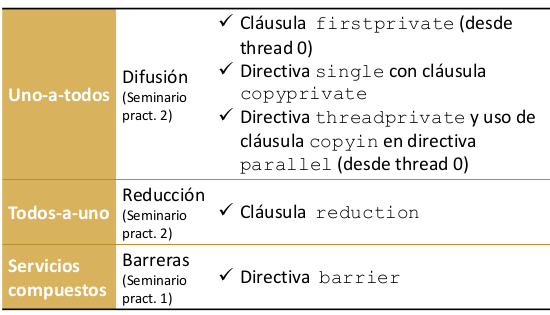 Uno-a-todos
Difusión
(Seminario
pract. 2)
✓ Cláusula firstprivate (desde
thread 0)
✓ Directiva single con cláusula
copyprivate
✓ Directiva threadprivate y uso de
cláusula copyin en directiva
parallel (desde thread 0)
Todos-a-uno
Reducción
(Seminario
pract. 2)
✓ Cláusula reduction
Servicios
compuestos
Barreras
(Seminario
pract. 1)
✓ Directiva barrier